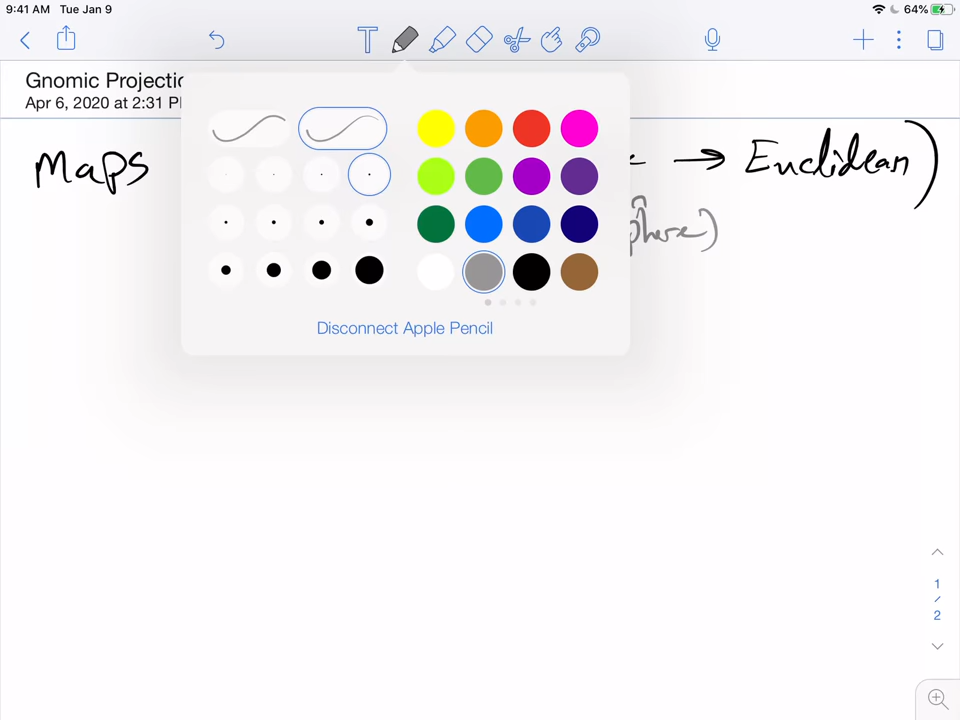 9:41 AM Tue Jan 9
64%
T
Gnomic Projectio
Apr 6, 2020 at 2:31 P
Maps → Euclidean)
phere)
Disconnect Apple Pencil
1
/
2